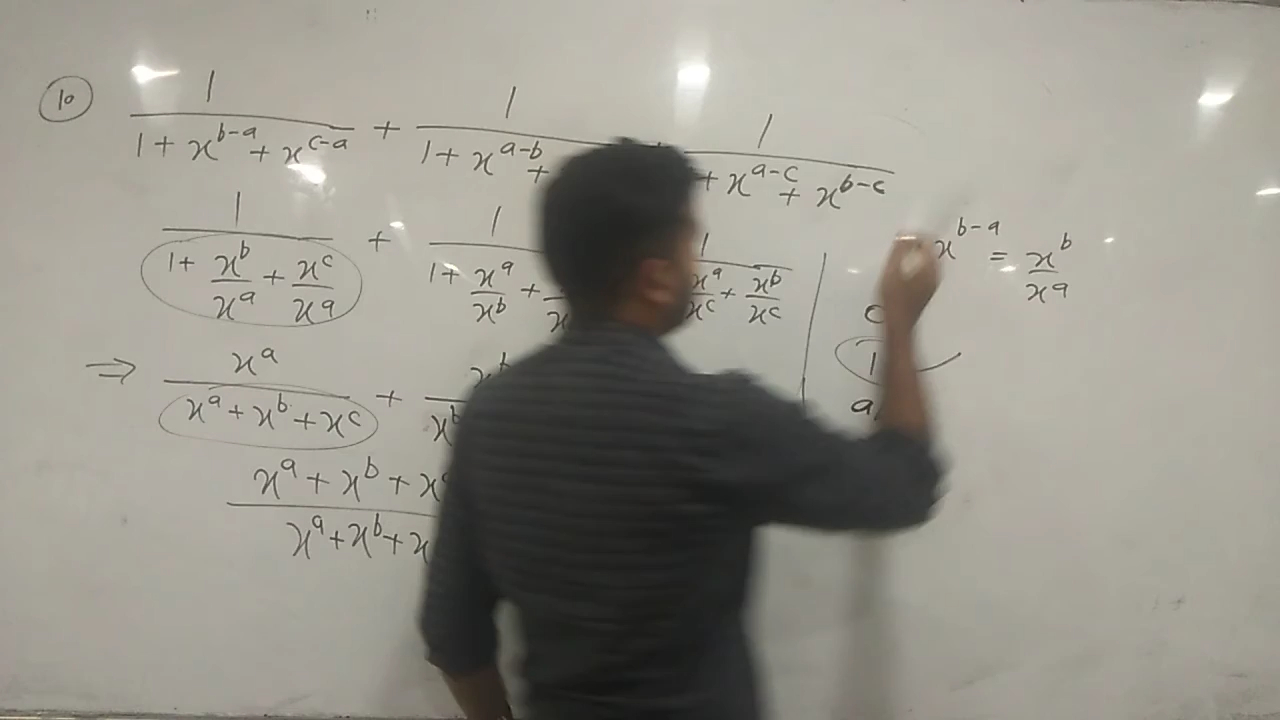 10 1/(1 + x^(b-a) + x^(c-a)) + 1/(1 + x^(a-b) + 1/( + x^(a-c) + x^(b-c))
1/(1 + x^b/x^a + x^c/x^a) + 1/(1 + x^a/x^b + 1/(x^a/x^c + x^b/x^c)
x^(b-a) = x^b/x^a
⇒ x^a/(x^a + x^b + x^c) + x^b/(x^b
(x^a + x^b + x^c)/(x^a + x^b + x